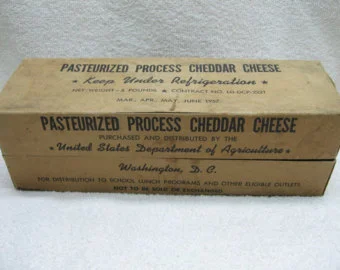 PASTEURIZED PROCESS CHEDDAR CHEESE
★ Keep Under Refrigeration ★
NET WEIGHT - 5 POUNDS ★ CONTRACT NO.
MAR., APR., MAY, JUNE
PASTEURIZED PROCESS CHEDDAR CHEESE
PURCHASED AND DISTRIBUTED BY THE
★ United States Department of Agriculture ★
Washington, D. C.
FOR DISTRIBUTION TO SCHOOL LUNCH PROGRAMS AND OTHER ELIGIBLE OUTLETS
NOT TO BE SOLD OR EXCHANGED